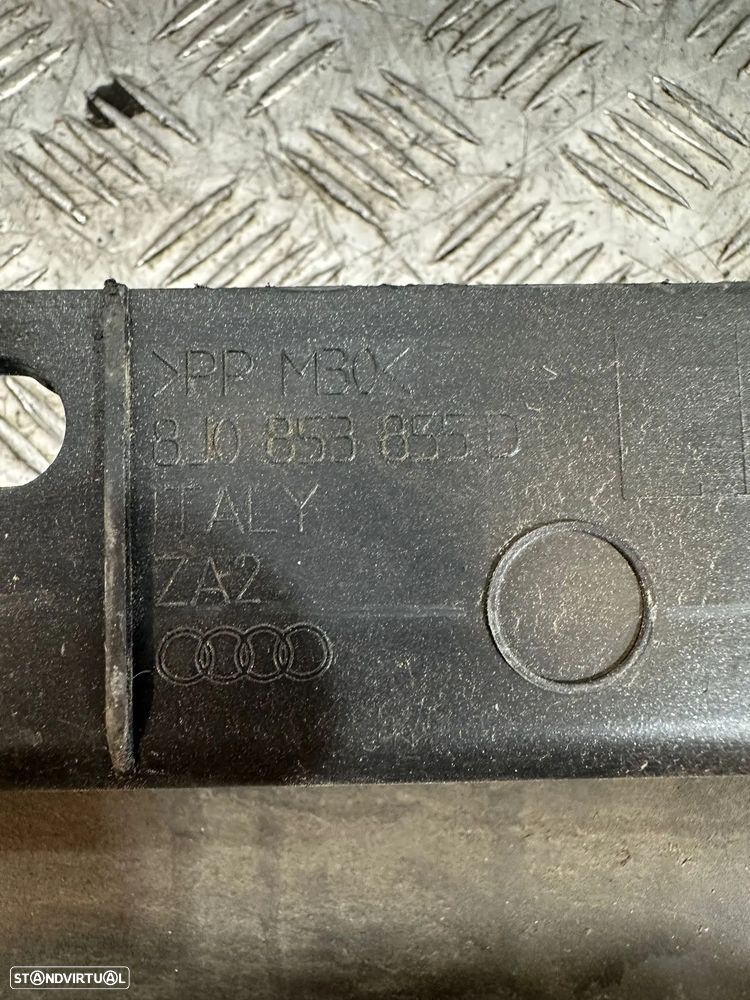 >PP M30<
8J0 853 855 D
ITALY
ZA2
STANDVIRTUAL